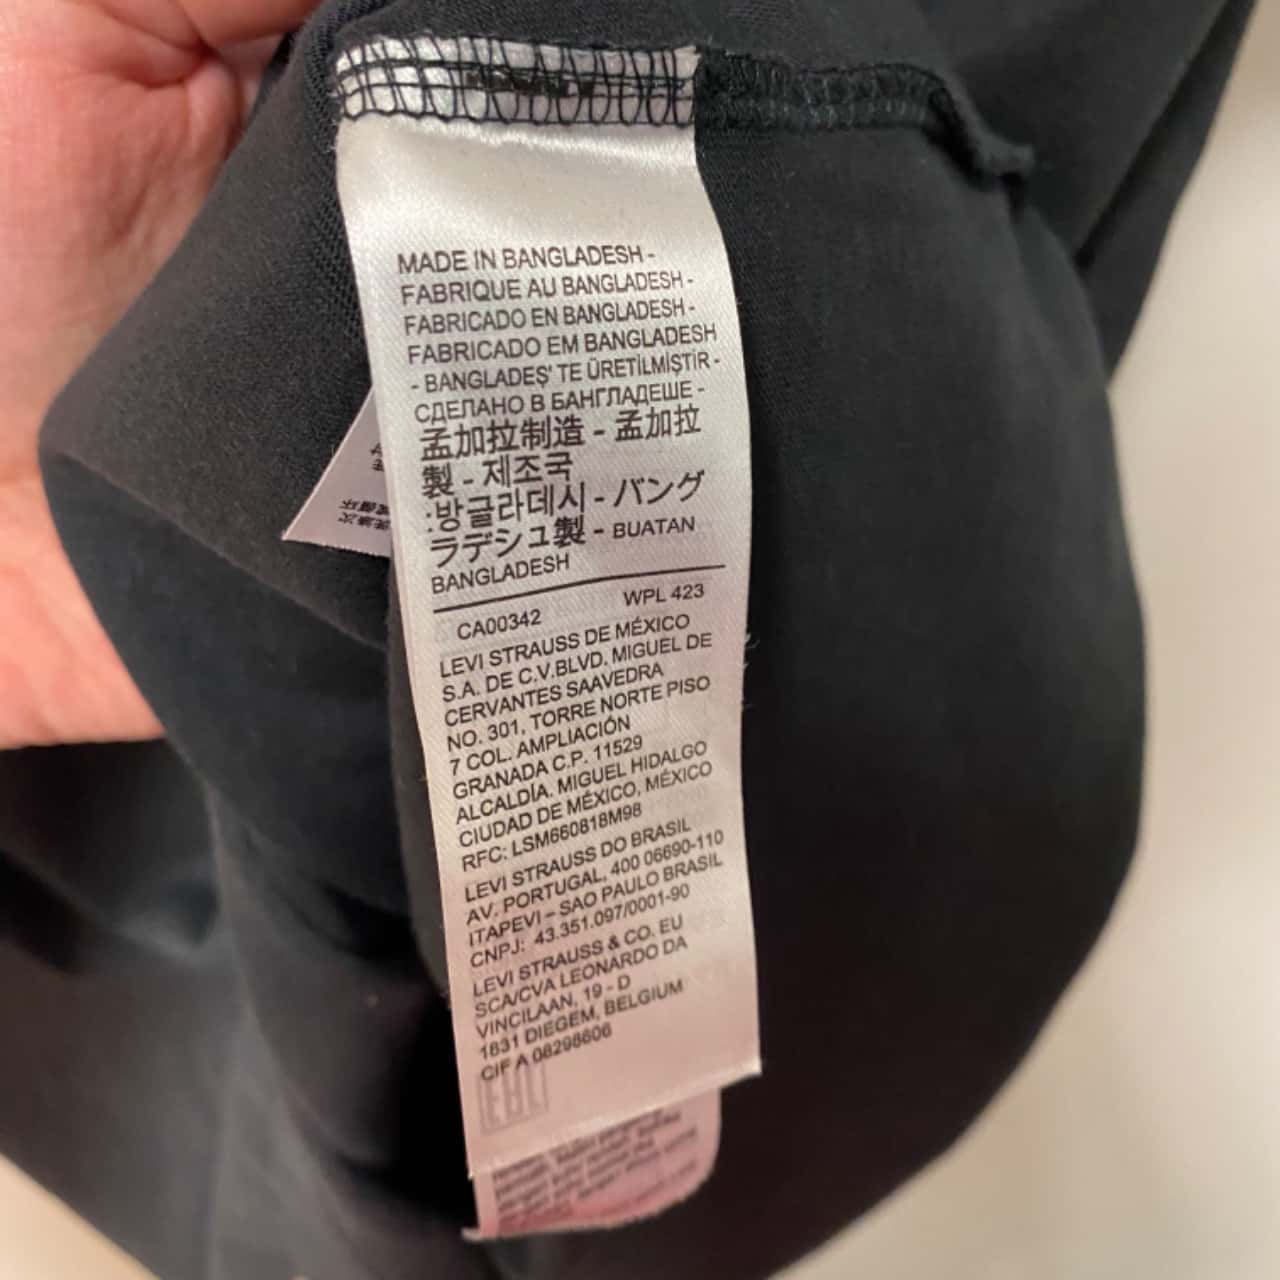 MADE IN BANGLADESH -
FABRIQUE AU BANGLADESH -
FABRICADO EN BANGLADESH -
FABRICADO EM BANGLADESH
- BANGLADEŞ' TE ÜRETİLMİŞTİR -
СДЕЛАНО В БАНГЛАДЕШЕ -
孟加拉制造 - 孟加拉
製 - 제조국
:방글라데시 - バング
ラデシュ製 - BUATAN
BANGLADESH
CA00342 WPL 423
LEVI STRAUSS DE MÉXICO
S.A. DE C.V.BLVD. MIGUEL DE
CERVANTES SAAVEDRA
NO. 301, TORRE NORTE PISO
7 COL. AMPLIACIÓN
GRANADA C.P. 11529
ALCALDÍA. MIGUEL HIDALGO
CIUDAD DE MÉXICO, MÉXICO
RFC: LSM660818M98
LEVI STRAUSS DO BRASIL
AV. PORTUGAL, 400 06690-110
ITAPEVI – SAO PAULO BRASIL
CNPJ: 43.351.097/0001-90
LEVI STRAUSS & CO. EU
SCA/CVA LEONARDO DA
VINCILAAN, 19 - D
1831 DIEGEM, BELGIUM
CIF A 08298606